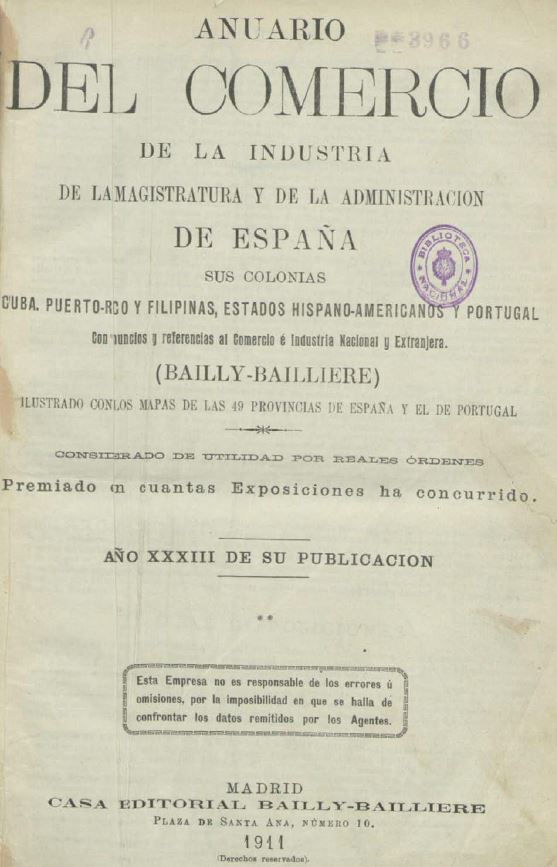 ANUARIO
DEL COMERCIO
DE LA INDUSTRIA
DE LAMAGISTRATURA Y DE LA ADMINISTRACION
DE ESPAÑA
BIBLIOTECA NACIONAL
SUS COLONIAS
CUBA. PUERTO-RCO Y FILIPINAS, ESTADOS HISPANO-AMERICANOS Y PORTUGAL
Con nuncios y referencias al Comercio é Industria Nacional y Extranjera.
(BAILLY-BAILLIERE)
ILUSTRADO CONLOS MAPAS DE LAS 49 PROVINCIAS DE ESPAÑA Y EL DE PORTUGAL
CONSIDERADO DE UTILIDAD POR REALES ÓRDENES
Premiado en cuantas Exposiciones ha concurrido.
AÑO XXXIII DE SU PUBLICACION
**
Esta Empresa no es responsable de los errores ú
omisiones, por la imposibilidad en que se halla de
confrontar los datos remitidos por los Agentes.
MADRID
CASA EDITORIAL BAILLY-BAILLIERE
PLAZA DE SANTA ANA, NÚMERO 10.
1911
(Derechos reservados).